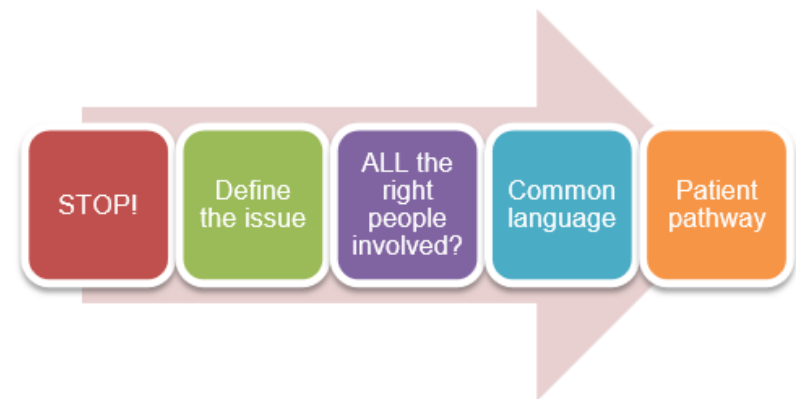 STOP!
Define
the issue
ALL the
right
people
involved?
Common
language
Patient
pathway